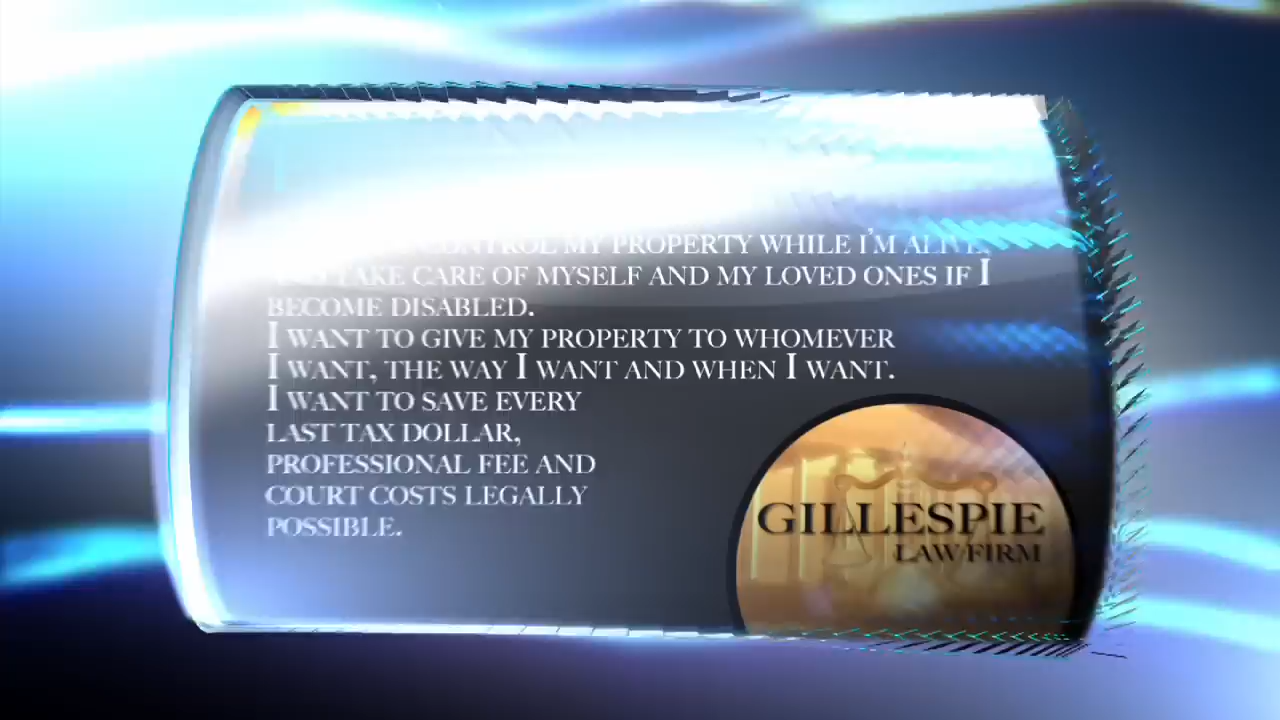 CONTROL MY PROPERTY WHILE I'M ALIVE,
TAKE CARE OF MYSELF AND MY LOVED ONES IF I
BECOME DISABLED.
I WANT TO GIVE MY PROPERTY TO WHOMEVER
I WANT, THE WAY I WANT AND WHEN I WANT.
I WANT TO SAVE EVERY
LAST TAX DOLLAR,
PROFESSIONAL FEE AND
COURT COSTS LEGALLY
POSSIBLE.
GILLESPIE
LAW FIRM